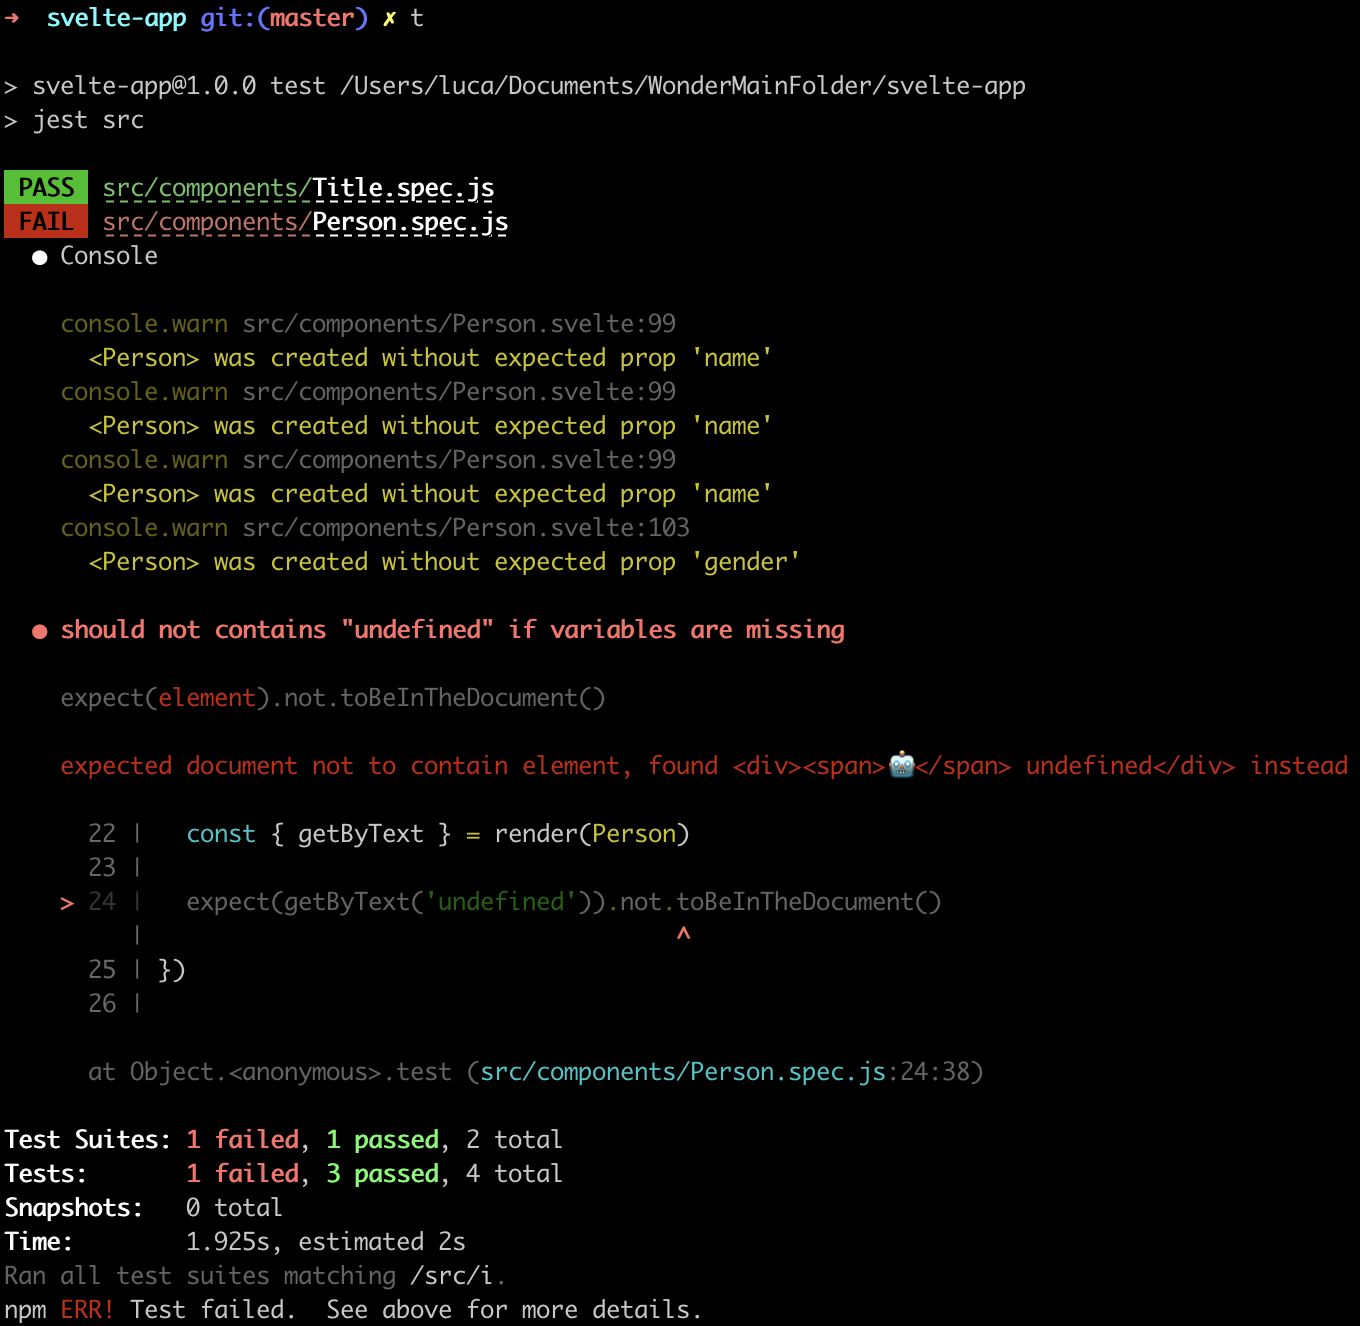 ➜  svelte-app git:(master) ✗ t
> svelte-app@1.0.0 test /Users/luca/Documents/WonderMainFolder/svelte-app
> jest src
PASS src/components/Title.spec.js
FAIL src/components/Person.spec.js
● Console
console.warn src/components/Person.svelte:99
<Person> was created without expected prop 'name'
console.warn src/components/Person.svelte:99
<Person> was created without expected prop 'name'
console.warn src/components/Person.svelte:99
<Person> was created without expected prop 'name'
console.warn src/components/Person.svelte:103
<Person> was created without expected prop 'gender'
● should not contains "undefined" if variables are missing
expect(element).not.toBeInTheDocument()
expected document not to contain element, found <div><span>🤖</span> undefined</div> instead
22 |   const { getByText } = render(Person)
23 |
> 24 |   expect(getByText('undefined')).not.toBeInTheDocument()
|                                      ^
25 | })
26 |
at Object.<anonymous>.test (src/components/Person.spec.js:24:38)
Test Suites: 1 failed, 1 passed, 2 total
Tests:       1 failed, 3 passed, 4 total
Snapshots:   0 total
Time:        1.925s, estimated 2s
Ran all test suites matching /src/i.
npm ERR! Test failed.  See above for more details.